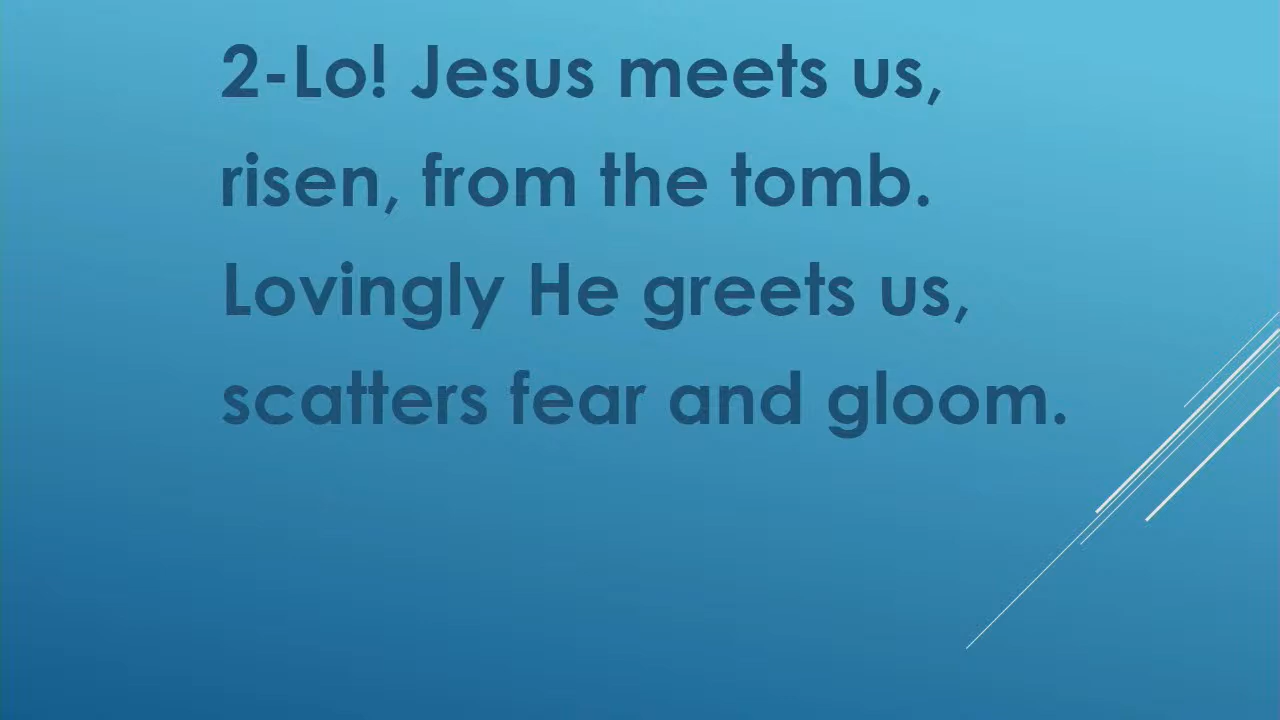 2-Lo! Jesus meets us,
risen, from the tomb.
Lovingly He greets us,
scatters fear and gloom.